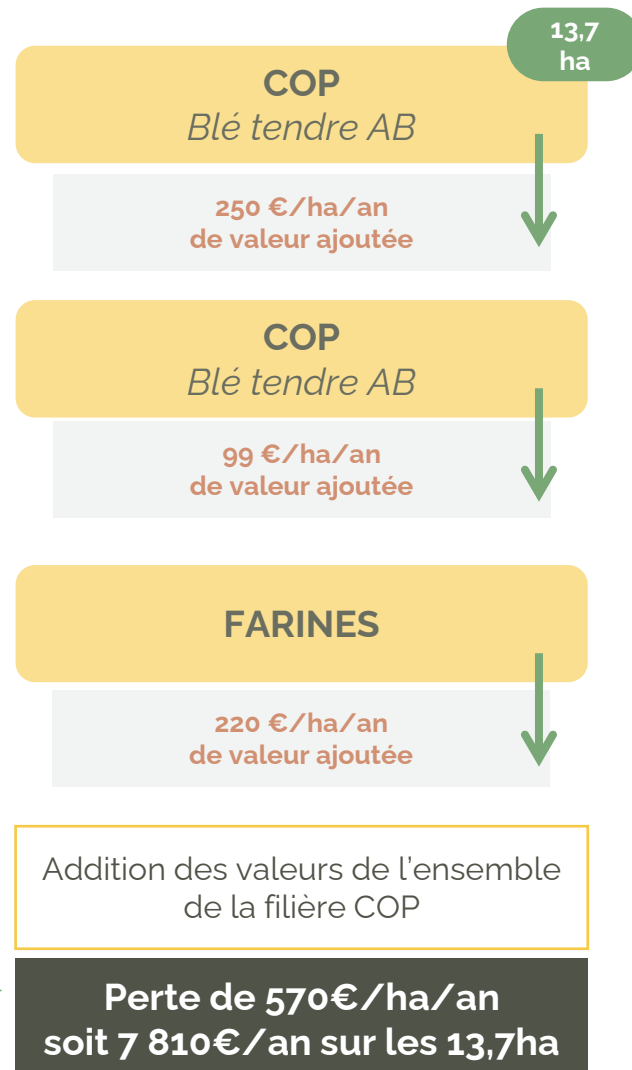 13,7
ha
COP
Blé tendre AB
250 €/ha/an
de valeur ajoutée
COP
Blé tendre AB
99 €/ha/an
de valeur ajoutée
FARINES
220 €/ha/an
de valeur ajoutée
Addition des valeurs de l'ensemble
de la filière COP
Perte de 570€/ha/an
soit 7 810€/an sur les 13,7ha